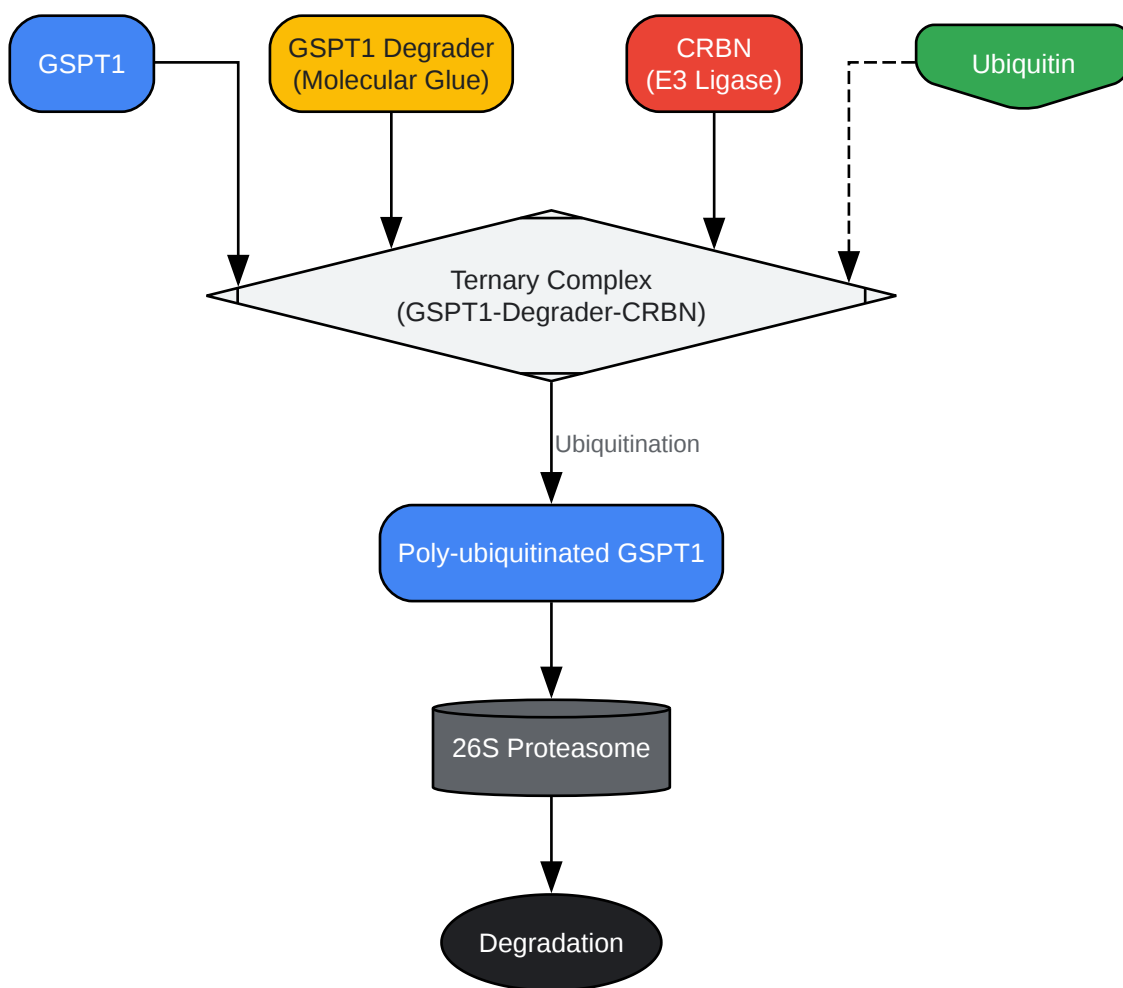 GSPT1
GSPT1 Degrader
(Molecular Glue)
CRBN
(E3 Ligase)
Ubiquitin
Ternary Complex
(GSPT1-Degrader-CRBN)
Ubiquitination
Poly-ubiquitinated GSPT1
26S Proteasome
Degradation